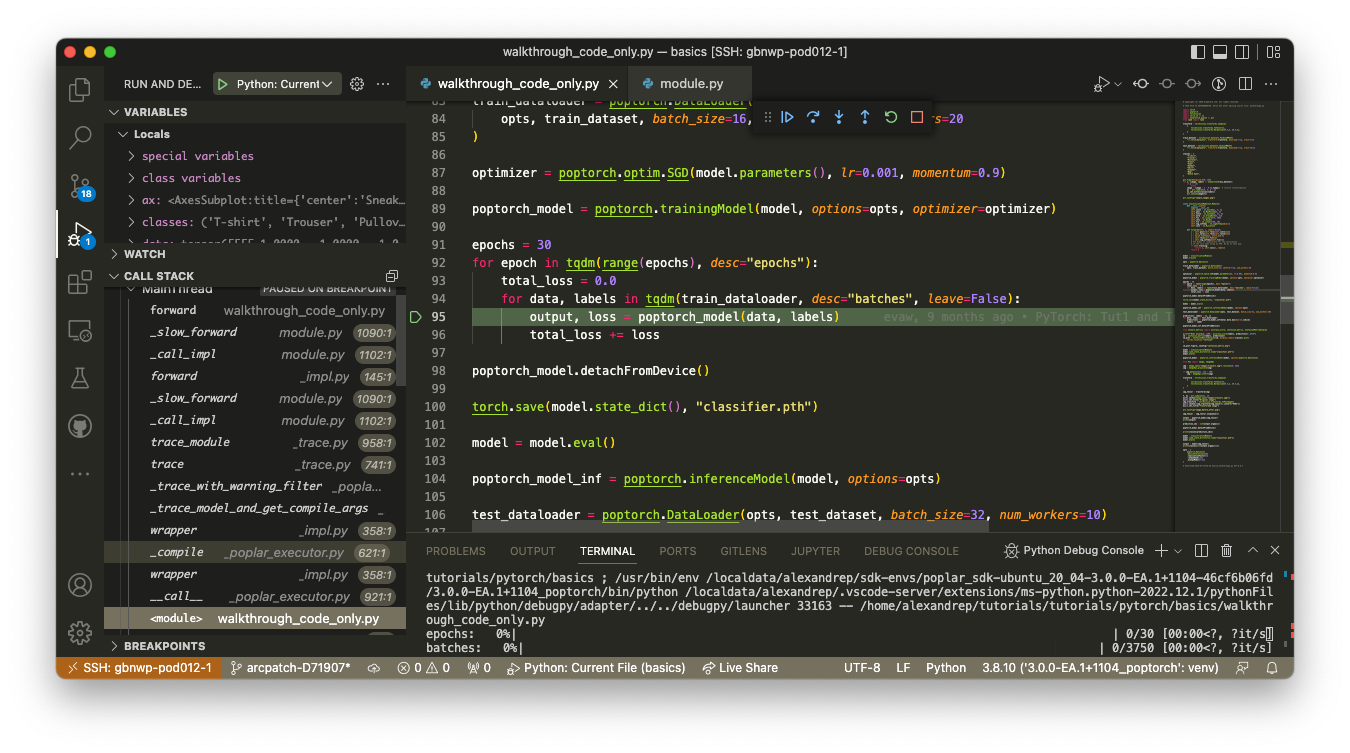 walkthrough_code_only.py — basics [SSH: gbnwp-pod012-1]
RUN AND DE... Python: Current
walkthrough_code_only.py
module.py
VARIABLES
Locals
special variables
class variables
ax: <AxesSubplot:title={'center':'Sneak…
classes: ('T-shirt', 'Trouser', 'Pullov…
WATCH
CALL STACK
MainThread PAUSED ON BREAKPOINT
forward walkthrough_code_only.py
_slow_forward module.py 1090:1
_call_impl module.py 1102:1
forward _impl.py 145:1
_slow_forward module.py 1090:1
_call_impl module.py 1102:1
trace_module _trace.py 958:1
trace _trace.py 741:1
_trace_with_warning_filter _popla...
_trace_model_and_get_compile_args _
wrapper _impl.py 358:1
_compile _poplar_executor.py 621:1
wrapper _impl.py 358:1
__call__ _poplar_executor.py 921:1
<module> walkthrough_code_only.py
BREAKPOINTS
83 train_dataloader = poptorch.DataLoader(
84 opts, train_dataset, batch_size=16, rs=20
85 )
86
87 optimizer = poptorch.optim.SGD(model.parameters(), lr=0.001, momentum=0.9)
88
89 poptorch_model = poptorch.trainingModel(model, options=opts, optimizer=optimizer)
90
91 epochs = 30
92 for epoch in tqdm(range(epochs), desc="epochs"):
93 total_loss = 0.0
94 for data, labels in tqdm(train_dataloader, desc="batches", leave=False):
95 output, loss = poptorch_model(data, labels) evaw, 9 months ago • PyTorch: Tut1 and T
96 total_loss += loss
97
98 poptorch_model.detachFromDevice()
99
100 torch.save(model.state_dict(), "classifier.pth")
101
102 model = model.eval()
103
104 poptorch_model_inf = poptorch.inferenceModel(model, options=opts)
105
106 test_dataloader = poptorch.DataLoader(opts, test_dataset, batch_size=32, num_workers=10)
107
PROBLEMS OUTPUT TERMINAL PORTS GITLENS JUPYTER DEBUG CONSOLE Python Debug Console
tutorials/pytorch/basics ; /usr/bin/env /localdata/alexandrep/sdk-envs/poplar_sdk-ubuntu_20_04-3.0.0-EA.1+1104-46cf6b06fd
/3.0.0-EA.1+1104_poptorch/bin/python /localdata/alexandrep/.vscode-server/extensions/ms-python.python-2022.12.1/pythonFil
es/lib/python/debugpy/adapter/../../debugpy/launcher 33163 -- /home/alexandrep/tutorials/tutorials/pytorch/basics/walkthr
ough_code_only.py
epochs: 0%| | 0/30 [00:00<?, ?it/s]
batches: 0%| | 0/3750 [00:00<?, ?it/s]
18
1
SSH: gbnwp-pod012-1 arcpatch-D71907* 0 0 0 Python: Current File (basics) Live Share UTF-8 LF Python 3.8.10 ('3.0.0-EA.1+1104_poptorch': venv)